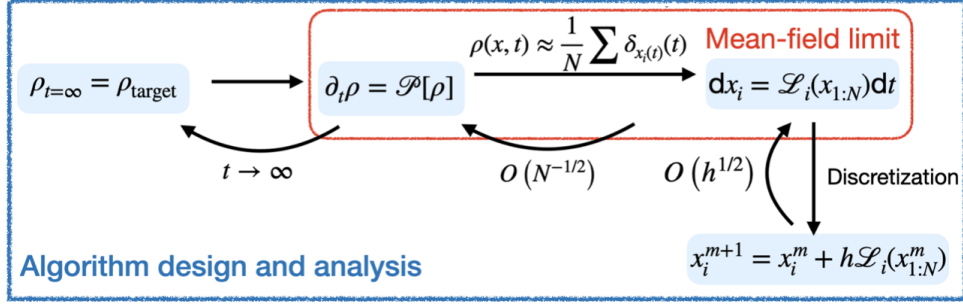 ρ(x, t) ≈ 1/N ∑ δ_{x_i(t)}(t)
Mean-field limit
ρ_{t=∞} = ρ_target
∂_tρ = 𝒫[ρ]
dx_i = ℒ_i(x_{1:N})dt
t → ∞
O (N^{-1/2})
O (h^{1/2})
Discretization
x_i^{m+1} = x_i^m + hℒ_i(x_{1:N}^m)
Algorithm design and analysis